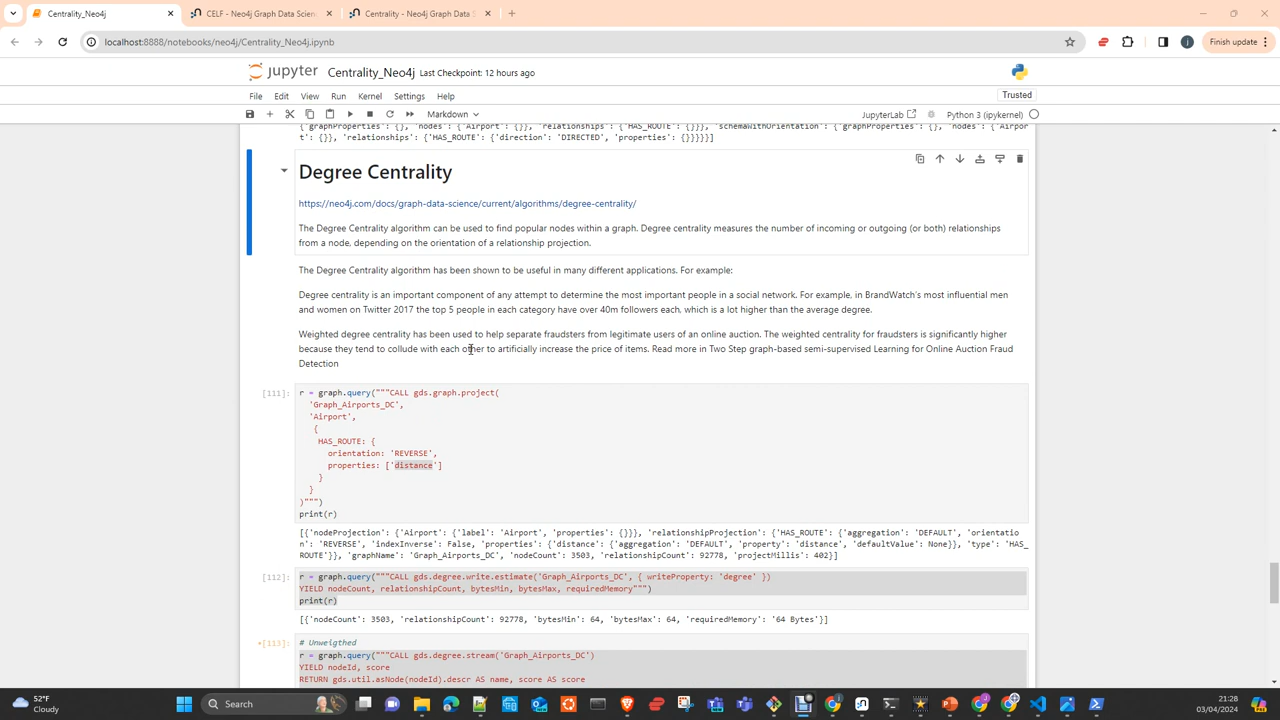 Centrality_Neo4j
CELF - Neo4j Graph Data Scien
Centrality - Neo4j Graph Data S
localhost:8888/notebooks/neo4j/Centrality_Neo4j.ipynb
Finish update
jupyter Centrality_Neo4j Last Checkpoint: 12 hours ago
File Edit View Run Kernel Settings Help
Trusted
Markdown
JupyterLab
Python 3 (ipykernel)
{'graphProperties': {}, 'nodes': {'Airport': {}}, 'relationships': {'HAS_ROUTE': {}}}, 'schemaWithOrientation': {'graphProperties': {}, 'nodes': {'Airpor
t': {}}, 'relationships': {'HAS_ROUTE': {'direction': 'DIRECTED', 'properties': {}}}}}]
Degree Centrality
https://neo4j.com/docs/graph-data-science/current/algorithms/degree-centrality/
The Degree Centrality algorithm can be used to find popular nodes within a graph. Degree centrality measures the number of incoming or outgoing (or both) relationships
from a node, depending on the orientation of a relationship projection.
The Degree Centrality algorithm has been shown to be useful in many different applications. For example:
Degree centrality is an important component of any attempt to determine the most important people in a social network. For example, in BrandWatch's most influential men
and women on Twitter 2017 the top 5 people in each category have over 40m followers each, which is a lot higher than the average degree.
Weighted degree centrality has been used to help separate fraudsters from legitimate users of an online auction. The weighted centrality for fraudsters is significantly higher
because they tend to collude with each other to artificially increase the price of items. Read more in Two Step graph-based semi-supervised Learning for Online Auction Fraud
Detection
[111]: r = graph.query("""CALL gds.graph.project(
'Graph_Airports_DC',
'Airport',
{
HAS_ROUTE: {
orientation: 'REVERSE',
properties: ['distance']
}
}
)""")
print(r)
[{'nodeProjection': {'Airport': {'label': 'Airport', 'properties': {}}}, 'relationshipProjection': {'HAS_ROUTE': {'aggregation': 'DEFAULT', 'orientatio
n': 'REVERSE', 'indexInverse': False, 'properties': {'distance': {'aggregation': 'DEFAULT', 'property': 'distance', 'defaultValue': None}}, 'type': 'HAS_
ROUTE'}}, 'graphName': 'Graph_Airports_DC', 'nodeCount': 3503, 'relationshipCount': 92778, 'projectMillis': 402}]
[112]: r = graph.query("""CALL gds.degree.write.estimate('Graph_Airports_DC', { writeProperty: 'degree' })
YIELD nodeCount, relationshipCount, bytesMin, bytesMax, requiredMemory""")
print(r)
[{'nodeCount': 3503, 'relationshipCount': 92778, 'bytesMin': 64, 'bytesMax': 64, 'requiredMemory': '64 Bytes'}]
[113]: # Unweigthed
r = graph.query("""CALL gds.degree.stream('Graph_Airports_DC')
YIELD nodeId, score
RETURN gds.util.asNode(nodeId).descr AS name, score AS score
52°F
Cloudy
Search
21:28
03/04/2024